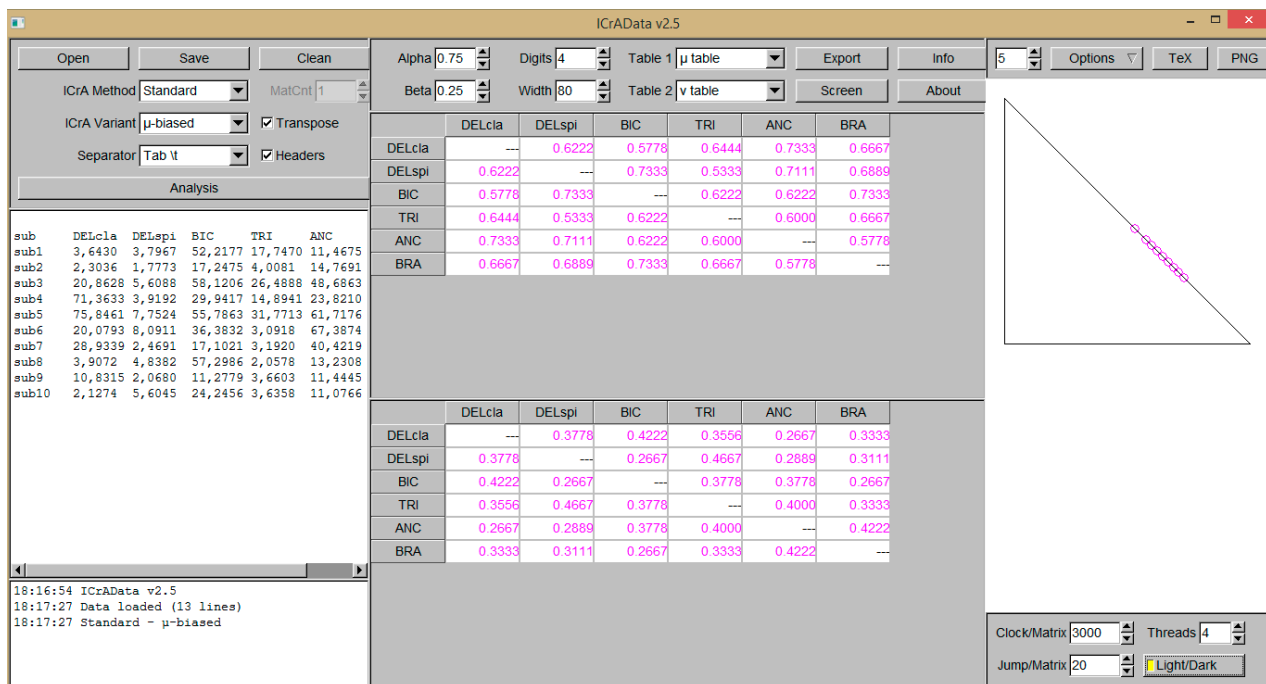 ICrAData v2.5
Open Save Clean
ICrA Method Standard MatCnt 1
ICrA Variant µ-biased Transpose
Separator Tab \t Headers
Analysis
sub DELcla DELspi BIC TRI ANC
sub1 3,6430 3,7967 52,2177 17,7470 11,4675
sub2 2,3036 1,7773 17,2475 4,0081 14,7691
sub3 20,8628 5,6088 58,1206 26,4888 48,6863
sub4 71,3633 3,9192 29,9417 14,8941 23,8210
sub5 75,8461 7,7524 55,7863 31,7713 61,7176
sub6 20,0793 8,0911 36,3832 3,0918 67,3874
sub7 28,9339 2,4691 17,1021 3,1920 40,4219
sub8 3,9072 4,8382 57,2986 2,0578 13,2308
sub9 10,8315 2,0680 11,2779 3,6603 11,4445
sub10 2,1274 5,6045 24,2456 3,6358 11,0766
18:16:54 ICrAData v2.5
18:17:27 Data loaded (13 lines)
18:17:27 Standard - µ-biased
Alpha 0.75 Digits 4 Table 1 µ table Export Info
Beta 0.25 Width 80 Table 2 ν table Screen About
DELcla DELspi BIC TRI ANC BRA
DELcla --- 0.6222 0.5778 0.6444 0.7333 0.6667
DELspi 0.6222 --- 0.7333 0.5333 0.7111 0.6889
BIC 0.5778 0.7333 --- 0.6222 0.6222 0.7333
TRI 0.6444 0.5333 0.6222 --- 0.6000 0.6667
ANC 0.7333 0.7111 0.6222 0.6000 --- 0.5778
BRA 0.6667 0.6889 0.7333 0.6667 0.5778 ---
DELcla DELspi BIC TRI ANC BRA
DELcla --- 0.3778 0.4222 0.3556 0.2667 0.3333
DELspi 0.3778 --- 0.2667 0.4667 0.2889 0.3111
BIC 0.4222 0.2667 --- 0.3778 0.3778 0.2667
TRI 0.3556 0.4667 0.3778 --- 0.4000 0.3333
ANC 0.2667 0.2889 0.3778 0.4000 --- 0.4222
BRA 0.3333 0.3111 0.2667 0.3333 0.4222 ---
5 Options TeX PNG
Clock/Matrix 3000 Threads 4
Jump/Matrix 20 Light/Dark